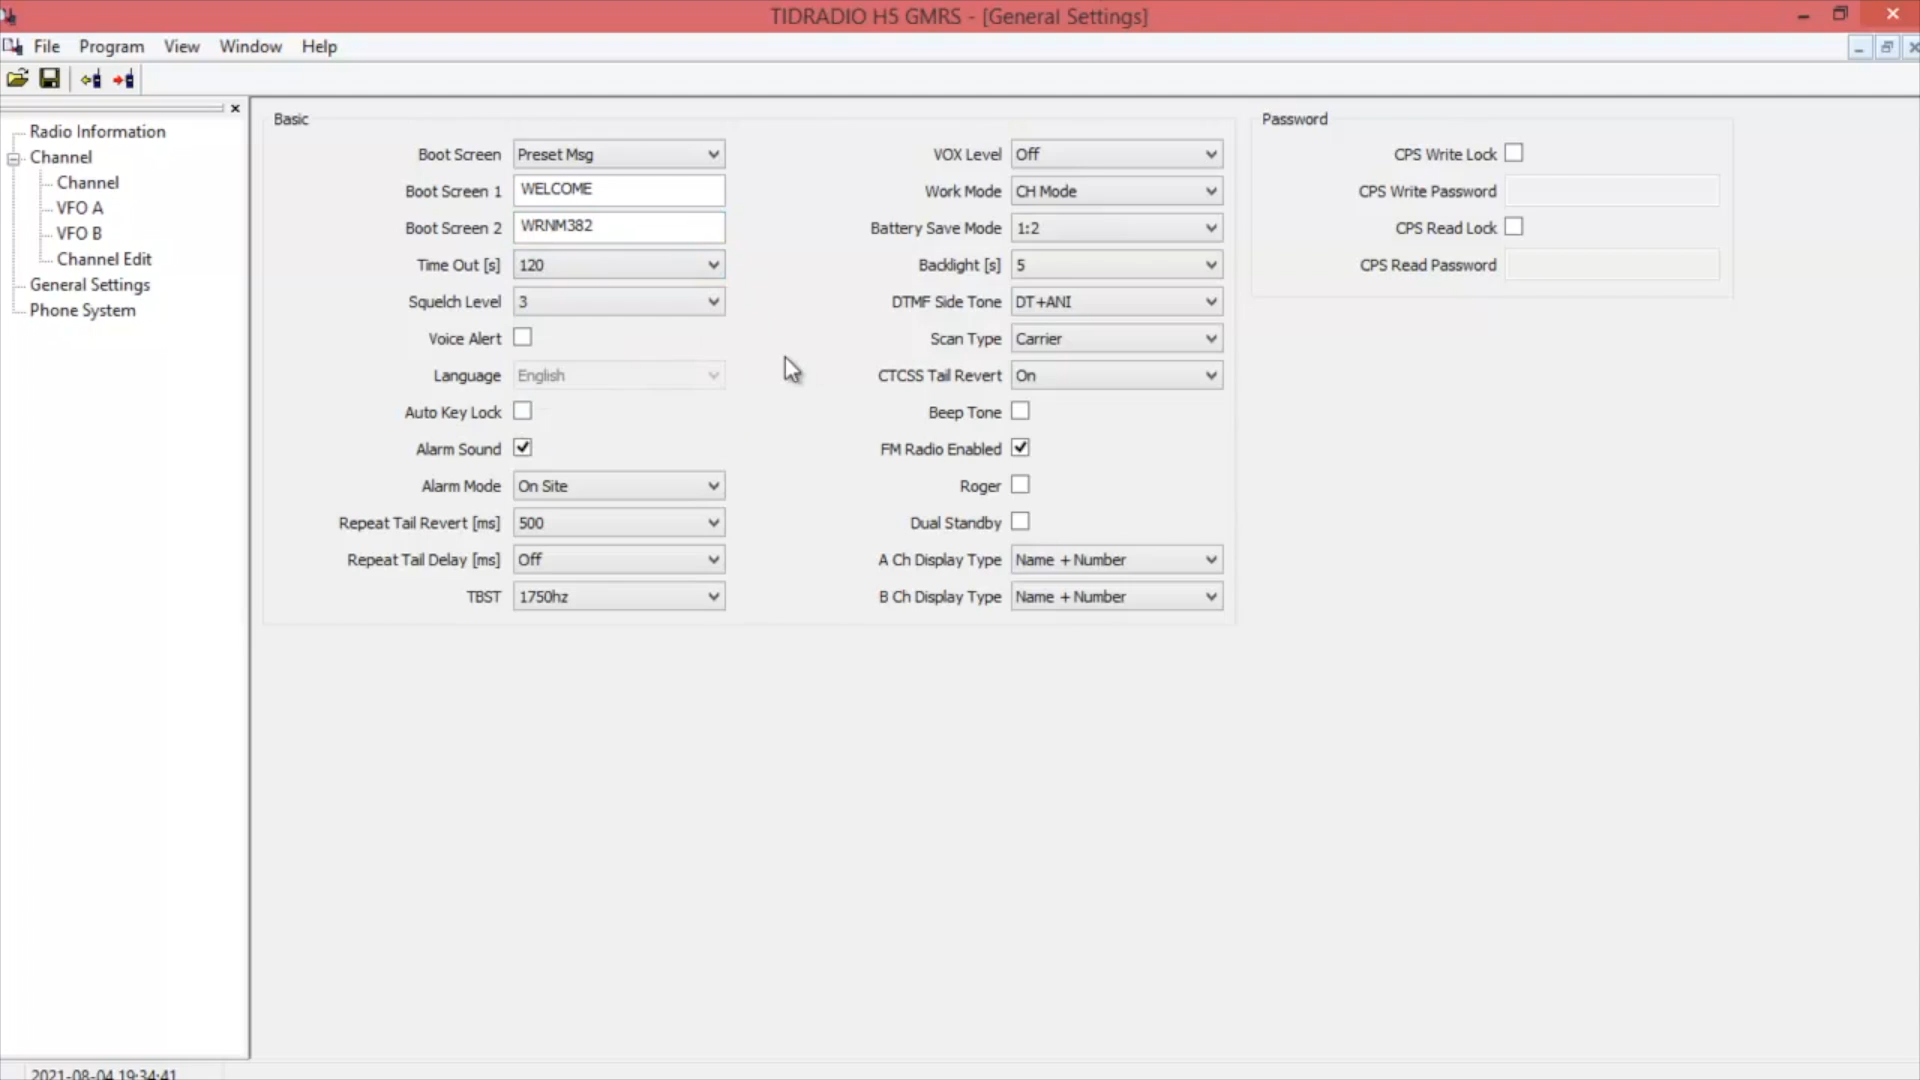 TIDRADIO H5 GMRS - [General Settings]
File Program View Window Help
Radio Information
Channel
Channel
VFO A
VFO B
Channel Edit
General Settings
Phone System
Basic
Boot Screen Preset Msg
Boot Screen 1 WELCOME
Boot Screen 2 WRNM382
Time Out [s] 120
Squelch Level 3
Voice Alert
Language English
Auto Key Lock
Alarm Sound
Alarm Mode On Site
Repeat Tail Revert [ms] 500
Repeat Tail Delay [ms] Off
TBST 1750hz
VOX Level Off
Work Mode CH Mode
Battery Save Mode 1:2
Backlight [s] 5
DTMF Side Tone DT+ANI
Scan Type Carrier
CTCSS Tail Revert On
Beep Tone
FM Radio Enabled
Roger
Dual Standby
A Ch Display Type Name + Number
B Ch Display Type Name + Number
Password
CPS Write Lock
CPS Write Password
CPS Read Lock
CPS Read Password
2021-08-04 19:34:41